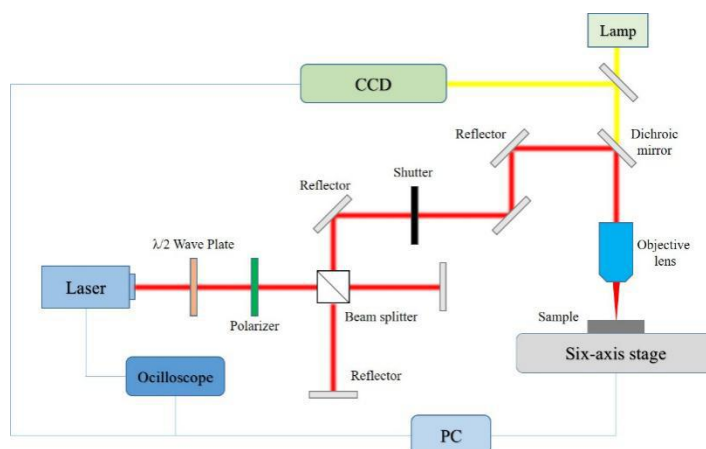 Lamp
CCD
Reflector
Dichroic
mirror
Shutter
Reflector
λ/2 Wave Plate
Objective
lens
Laser
Polarizer
Beam splitter
Sample
Six-axis stage
Ocilloscope
Reflector
PC